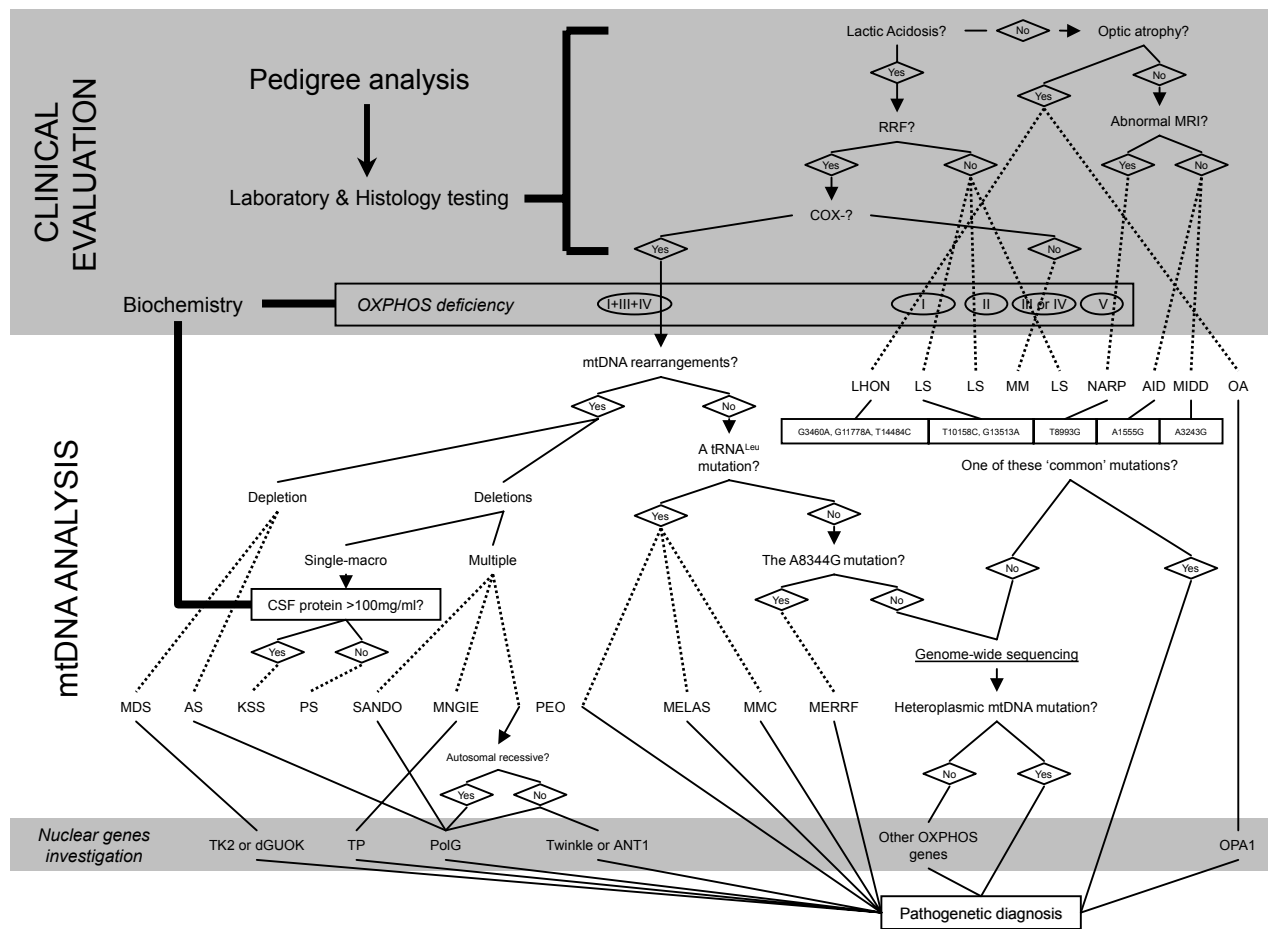 Lactic Acidosis?
No
Optic atrophy?
Yes
No
Yes
Pedigree analysis
CLINICAL
EVALUATION
RRF?
Abnormal MRI?
Yes
No
Yes
No
Laboratory & Histology testing
COX-?
Yes
No
Biochemistry
OXPHOS deficiency
I+III+IV
I
II
III or IV
V
mtDNA rearrangements?
LHON
LS
LS
MM
LS
NARP
AID
MIDD
OA
Yes
No
G3460A, G11778A, T14484C
T10158C, G13513A
T8993G
A1555G
A3243G
A tRNALeu
mutation?
One of these ‘common’ mutations?
mtDNA ANALYSIS
Depletion
Deletions
Yes
No
Single-macro
Multiple
The A8344G mutation?
No
Yes
CSF protein >100mg/ml?
Yes
No
Yes
No
Genome-wide sequencing
MDS
AS
KSS
PS
SANDO
MNGIE
PEO
MELAS
MMC
MERRF
Heteroplasmic mtDNA mutation?
Autosomal recessive?
Yes
No
No
Yes
Nuclear genes
investigation
TK2 or dGUOK
TP
PolG
Twinkle or ANT1
Other OXPHOS
genes
OPA1
Pathogenetic diagnosis